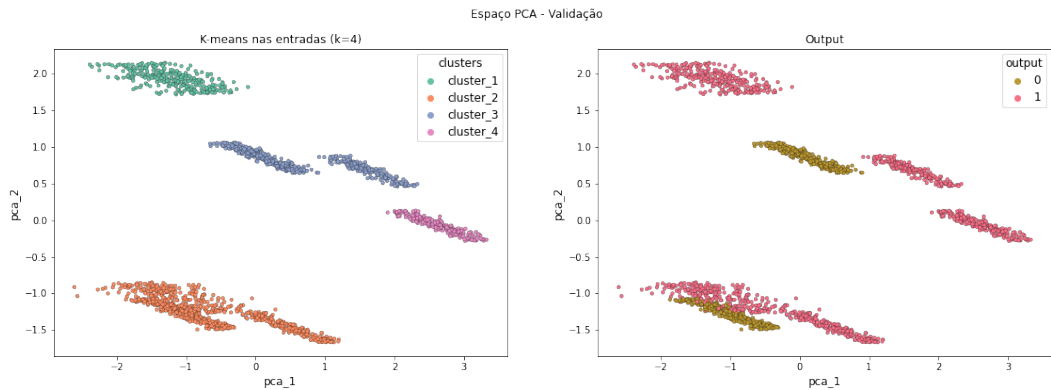 Espaço PCA - Validação
K-means nas entradas (k=4)
clusters
cluster_1
cluster_2
cluster_3
cluster_4
2.0
1.5
1.0
0.5
0.0
−0.5
−1.0
−1.5
pca_2
−2
−1
0
1
2
3
pca_1
Output
output
0
1
2.0
1.5
1.0
0.5
0.0
−0.5
−1.0
−1.5
pca_2
−2
−1
0
1
2
3
pca_1